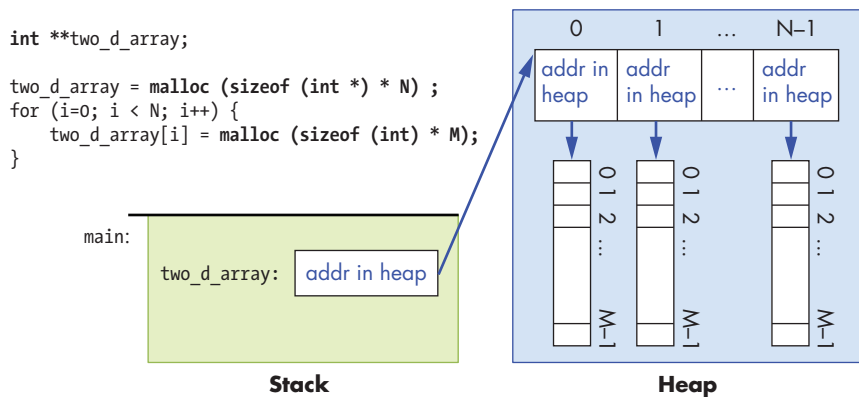 int **two_d_array;
two_d_array = malloc (sizeof (int *) * N) ;
for (i=0; i < N; i++) {
    two_d_array[i] = malloc (sizeof (int) * M);
}
main:
two_d_array:
addr in heap
Stack
0 1 ... N–1
addr in heap
addr in heap
...
addr in heap
0 1 2 ... M–1
0 1 2 ... M–1
0 1 2 ... M–1
Heap